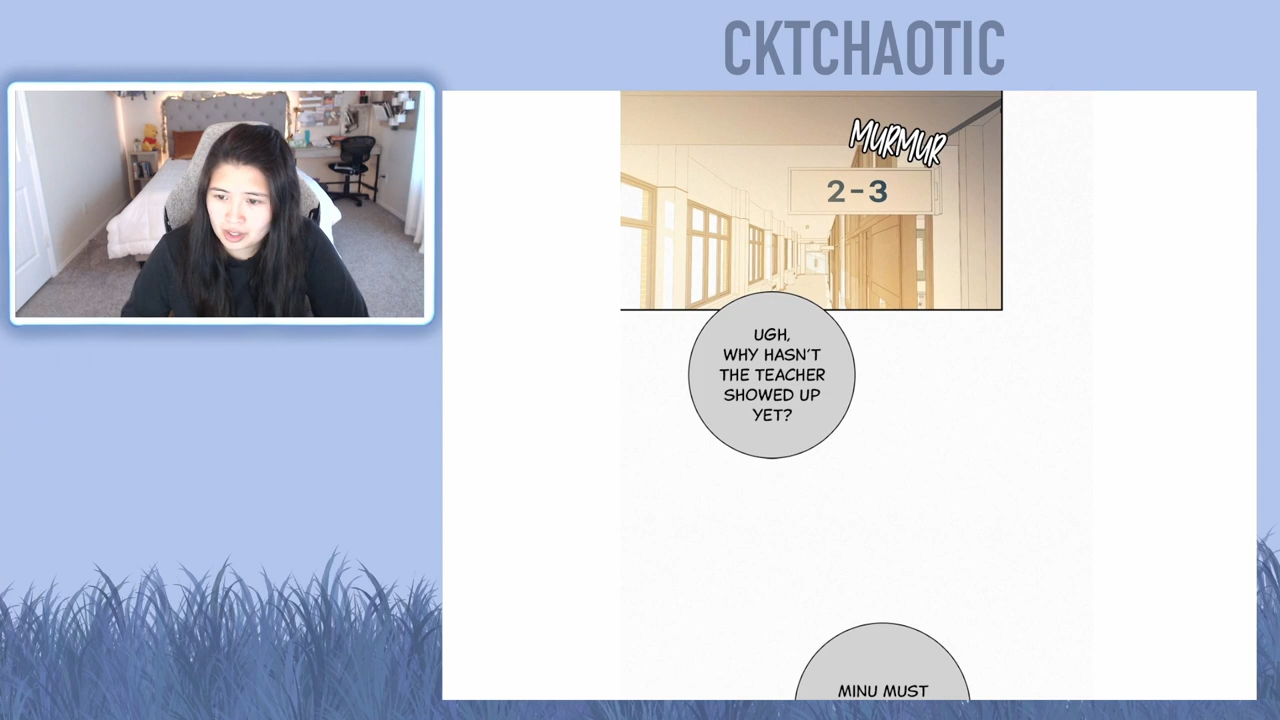 CKTCHAOTIC
MURMUR
2-3
UGH,
WHY HASN'T
THE TEACHER
SHOWED UP
YET?
MINU MUST